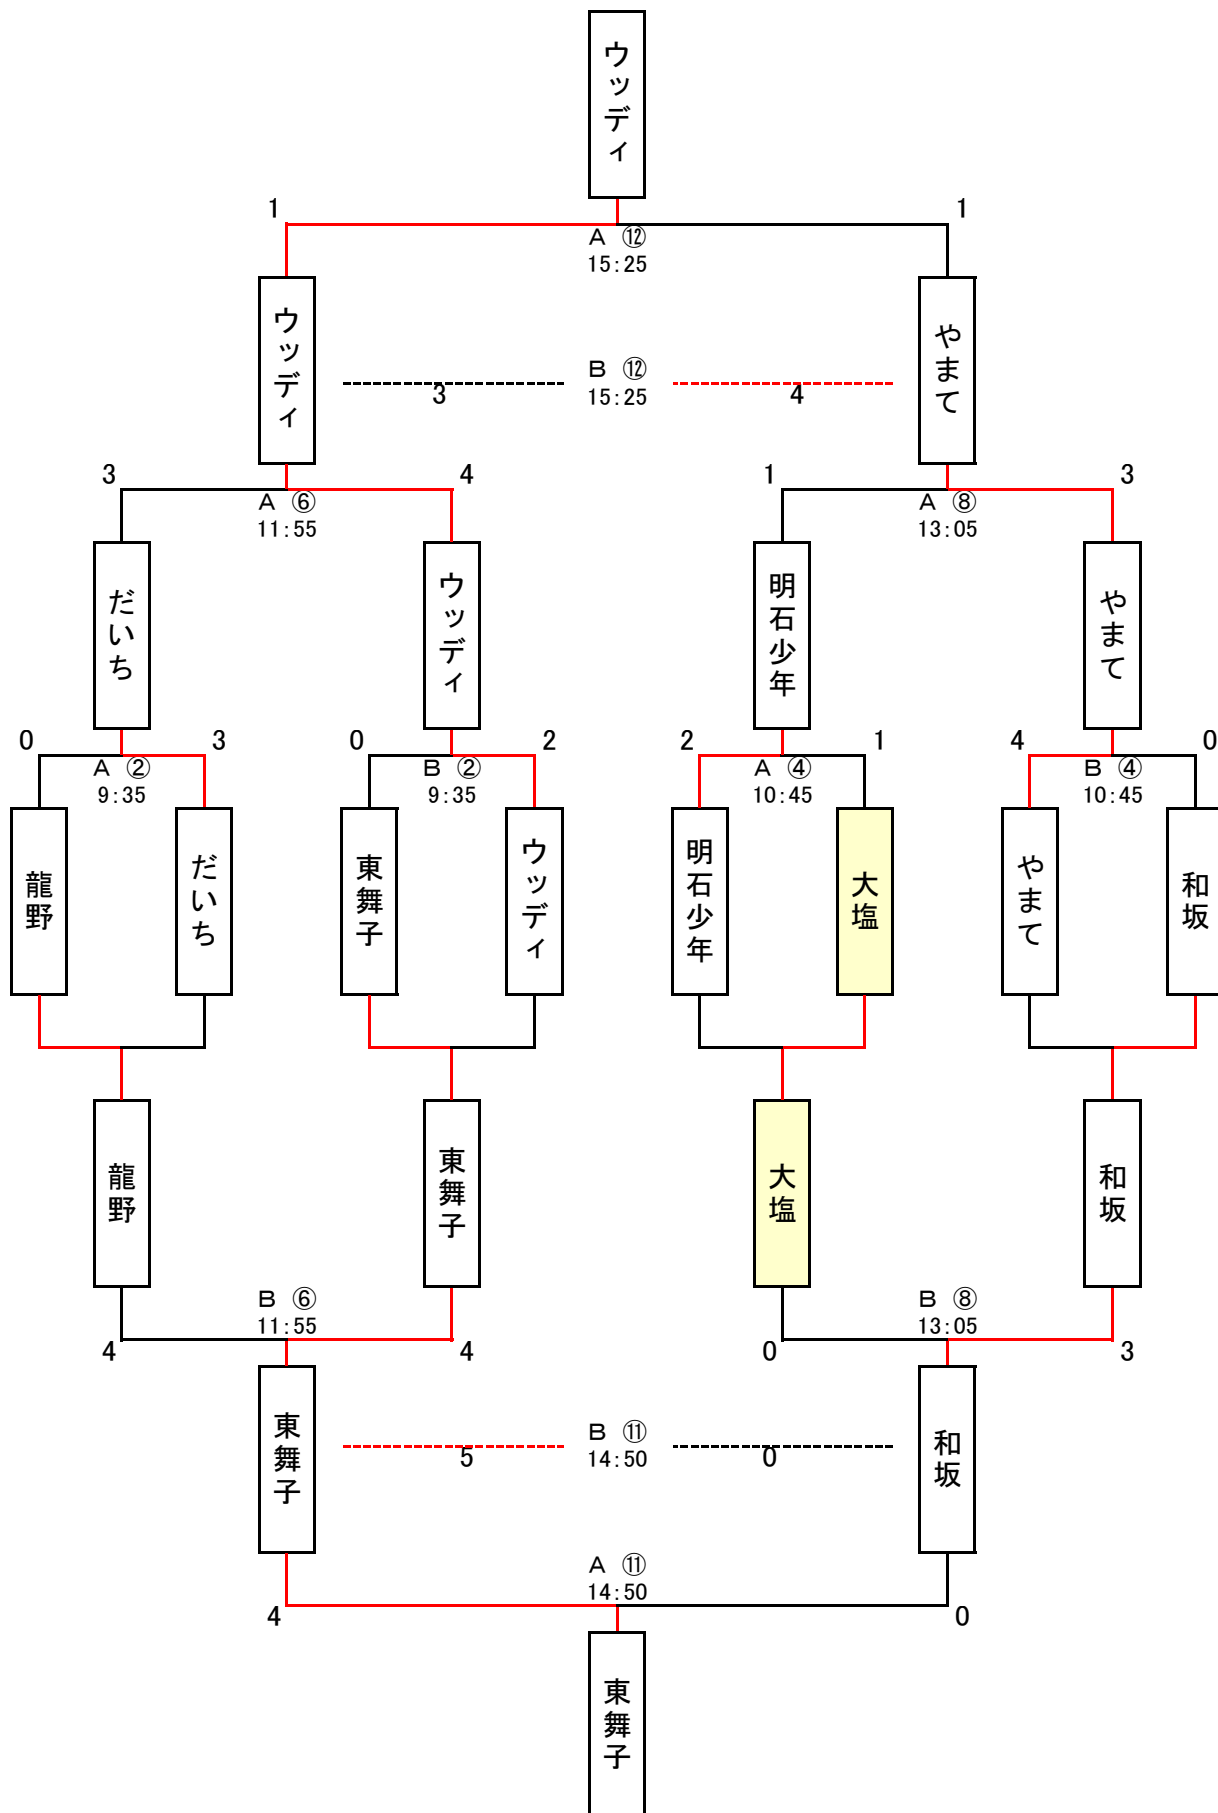 ウッディ
1
1
A ⑫
15:25
ウッディ
やまて
B ⑫
15:25
3
4
3
4
1
3
A ⑥
11:55
A ⑧
13:05
だいち
ウッディ
明石少年
やまて
0
3
0
2
2
1
4
0
A ②
9:35
B ②
9:35
A ④
10:45
B ④
10:45
龍野
だいち
東舞子
ウッディ
明石少年
大塩
やまて
和坂
龍野
東舞子
大塩
和坂
B ⑥
11:55
B ⑧
13:05
4
4
0
3
東舞子
和坂
B ⑪
14:50
5
0
A ⑪
14:50
4
0
東舞子